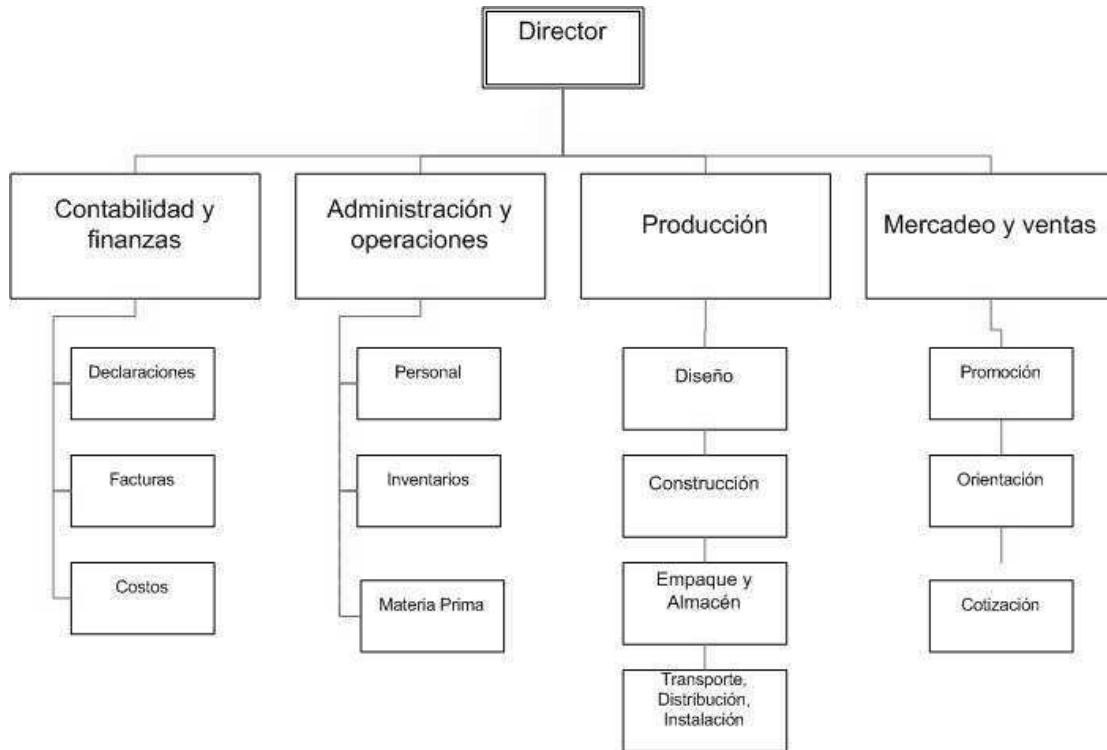 Director
Contabilidad y
finanzas
Administración y
operaciones
Producción
Mercadeo y ventas
Declaraciones
Personal
Diseño
Promoción
Facturas
Inventarios
Construcción
Orientación
Costos
Materia Prima
Empaque y
Almacén
Cotización
Transporte,
Distribución,
Instalación